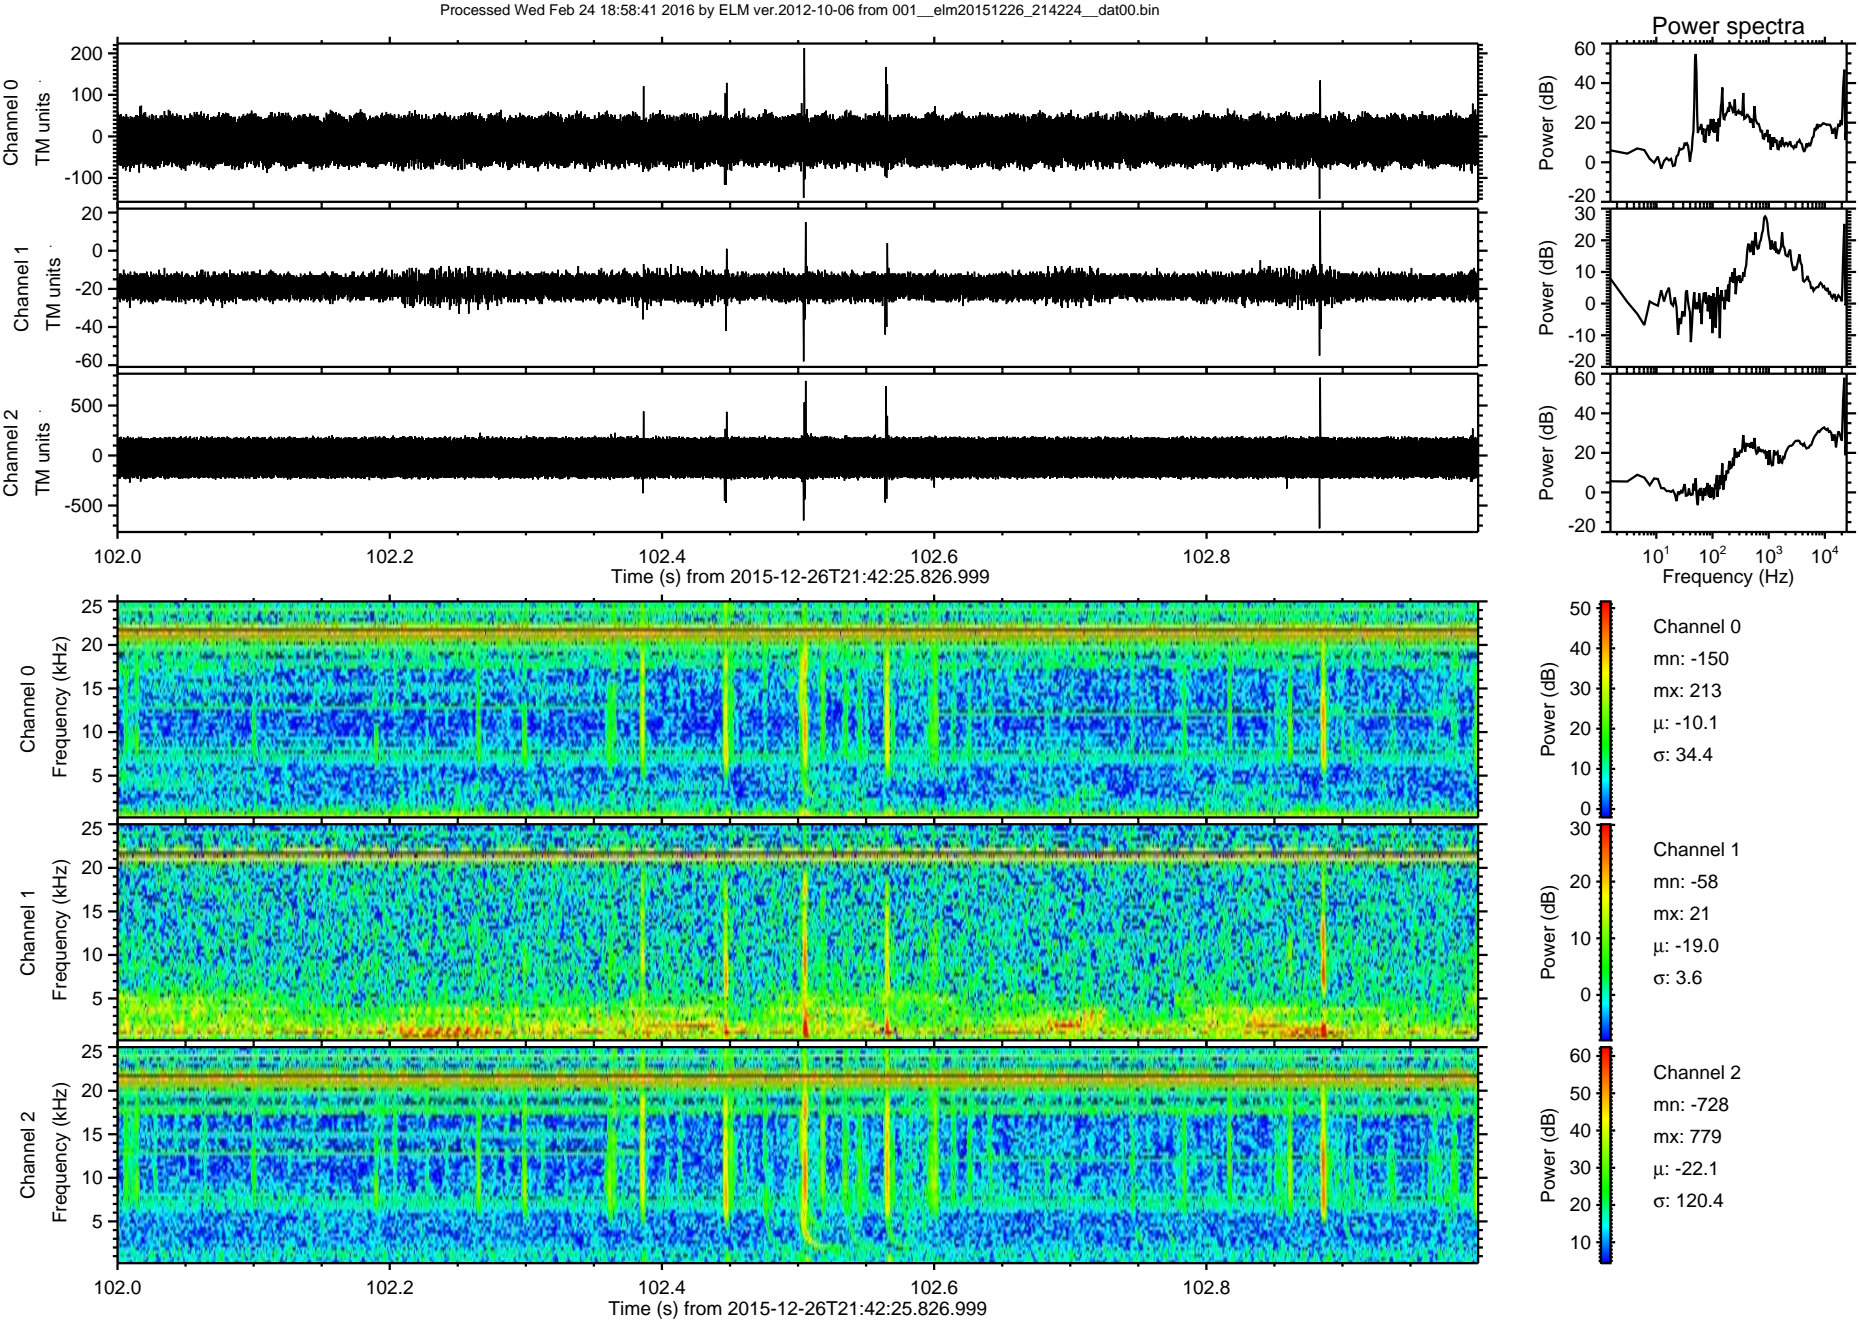 Processed Wed Feb 24 18:58:41 2016 by ELM ver.2012-10-06 from 001__elm20151226_214224__dat00.bin
Power spectra
Channel 0
TM units
200
100
0
-100
Power (dB)
60
40
20
0
-20
Channel 1
TM units
20
0
-20
-40
-60
Power (dB)
30
20
10
0
-10
-20
Channel 2
TM units
500
0
-500
Power (dB)
60
40
20
0
-20
102.0 102.2 102.4 102.6 102.8
Time (s) from 2015-12-26T21:42:25.826.999
10¹ 10² 10³ 10⁴
Frequency (Hz)
Channel 0
Frequency (kHz)
25
20
15
10
5
Power (dB)
50
40
30
20
10
0
Channel 0
mn: -150
mx: 213
μ: -10.1
σ: 34.4
Channel 1
Frequency (kHz)
25
20
15
10
5
Power (dB)
30
20
10
0
Channel 1
mn: -58
mx: 21
μ: -19.0
σ: 3.6
Channel 2
Frequency (kHz)
25
20
15
10
5
Power (dB)
60
50
40
30
20
10
Channel 2
mn: -728
mx: 779
μ: -22.1
σ: 120.4
102.0 102.2 102.4 102.6 102.8
Time (s) from 2015-12-26T21:42:25.826.999